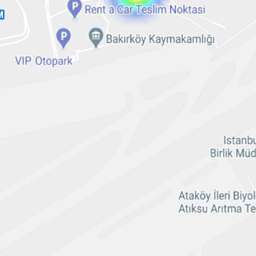 Rent a Car Teslim Noktası
P
P
Bakırköy Kaymakamlığı
VIP Otopark
Istanbu
Birlik Müd
Ataköy İleri Biyol
Atıksu Arıtma Te